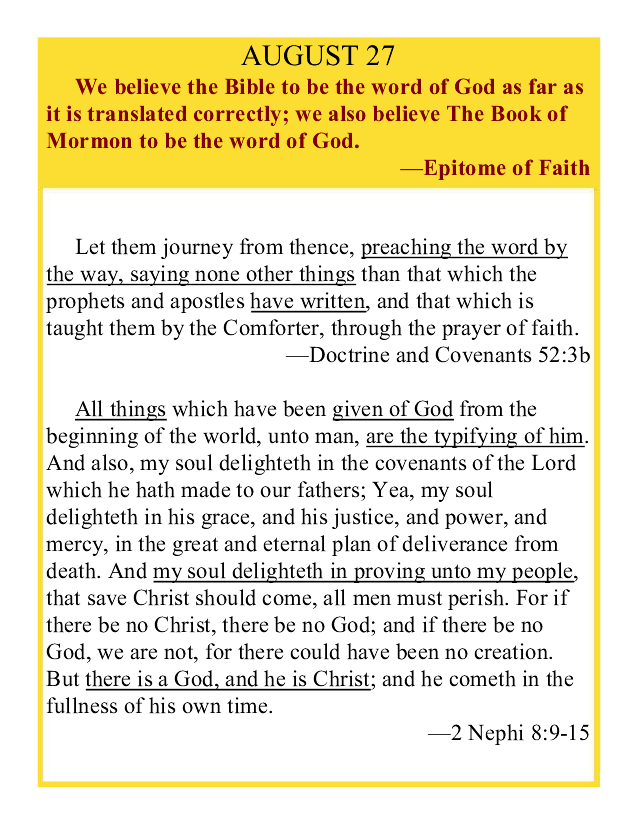 AUGUST 27
We believe the Bible to be the word of God as far as
it is translated correctly; we also believe The Book of
Mormon to be the word of God.
—Epitome of Faith
Let them journey from thence, preaching the word by
the way, saying none other things than that which the
prophets and apostles have written, and that which is
taught them by the Comforter, through the prayer of faith.
—Doctrine and Covenants 52:3b
All things which have been given of God from the
beginning of the world, unto man, are the typifying of him.
And also, my soul delighteth in the covenants of the Lord
which he hath made to our fathers; Yea, my soul
delighteth in his grace, and his justice, and power, and
mercy, in the great and eternal plan of deliverance from
death. And my soul delighteth in proving unto my people,
that save Christ should come, all men must perish. For if
there be no Christ, there be no God; and if there be no
God, we are not, for there could have been no creation.
But there is a God, and he is Christ; and he cometh in the
fullness of his own time.
—2 Nephi 8:9-15